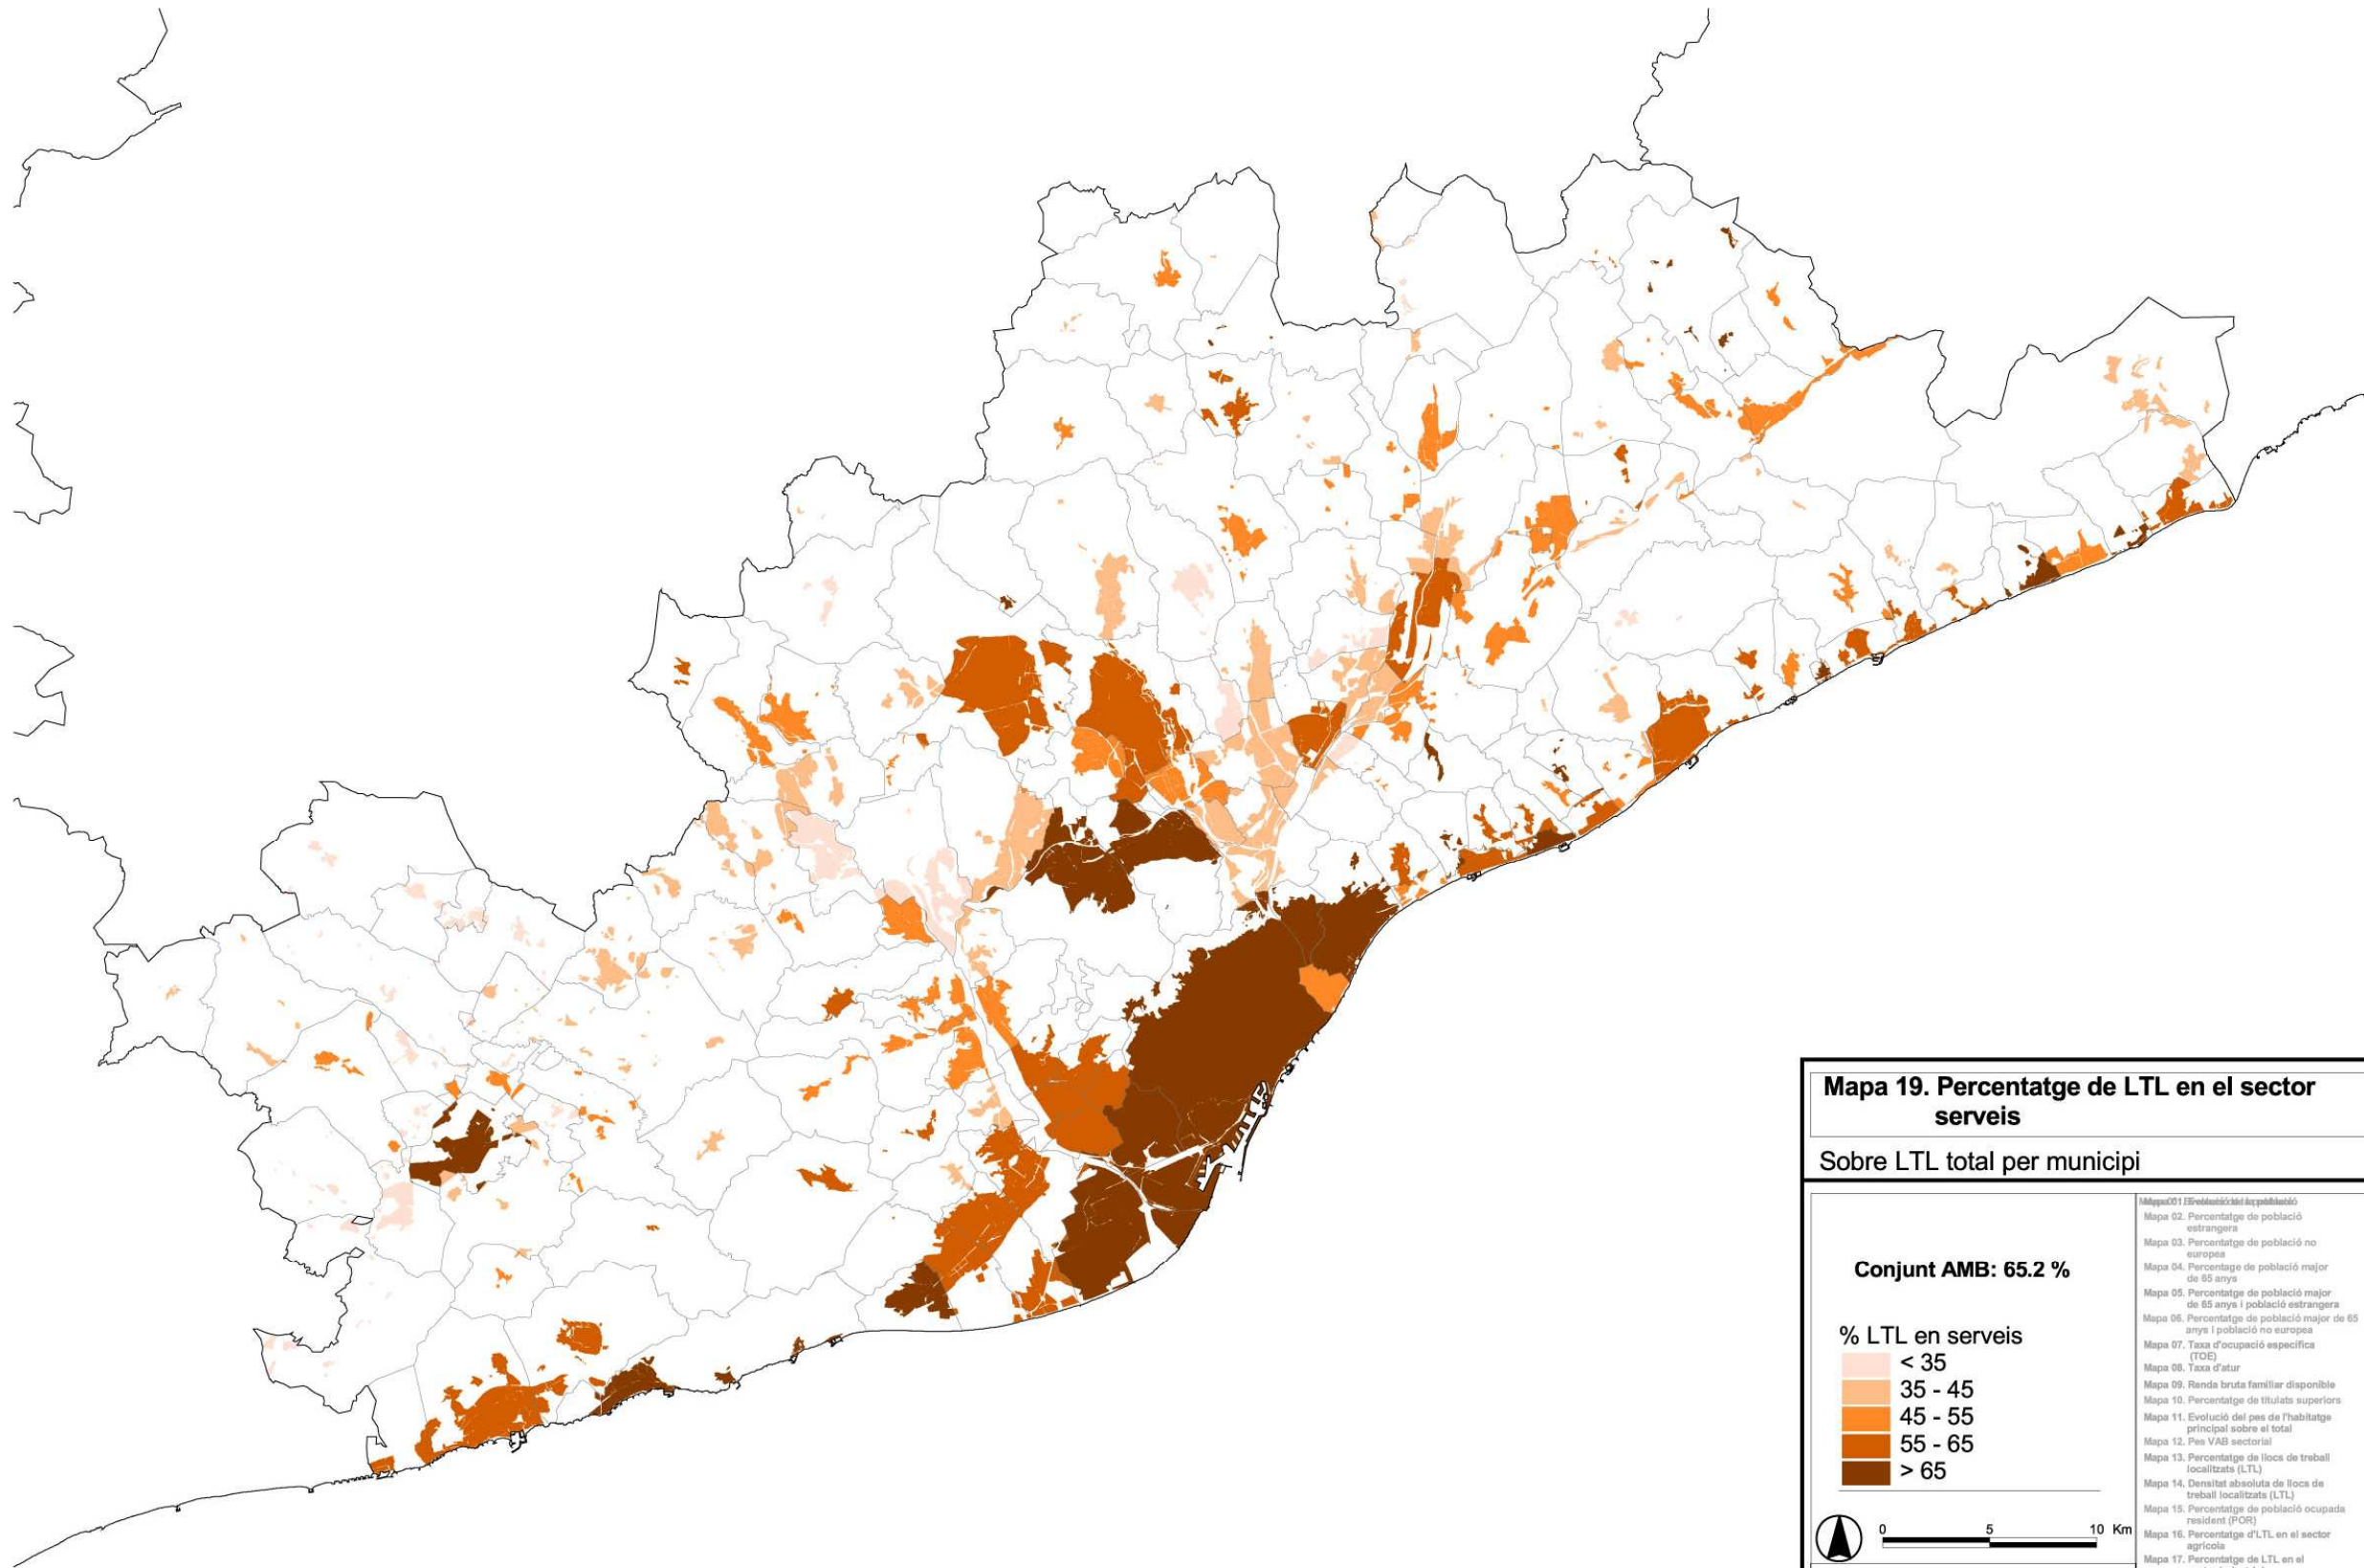 Mapa 19. Percentatge de LTL en el sector
serveis
Sobre LTL total per municipi
Conjunt AMB: 65.2 %
% LTL en serveis
< 35
35 - 45
45 - 55
55 - 65
> 65
0 5 10 Km
Mapa 02. Percentatge de població
estrangera
Mapa 03. Percentatge de població no
europea
Mapa 04. Percentage de població major
de 65 anys
Mapa 05. Percentatge de població major
de 65 anys i població estrangera
Mapa 06. Percentatge de població major de 65
anys i població no europea
Mapa 07. Taxa d'ocupació específica
(TOE)
Mapa 08. Taxa d'atur
Mapa 09. Renda bruta familiar disponible
Mapa 10. Percentatge de titulats superiors
Mapa 11. Evolució del pes de l'habitatge
principal sobre el total
Mapa 12. Pes VAB sectorial
Mapa 13. Percentatge de llocs de treball
localitzats (LTL)
Mapa 14. Densitat absoluta de llocs de
treball localitzats (LTL)
Mapa 15. Percentatge de població ocupada
resident (POR)
Mapa 16. Percentatge d'LTL en el sector
agrícola
Mapa 17. Percentatge de LTL en el